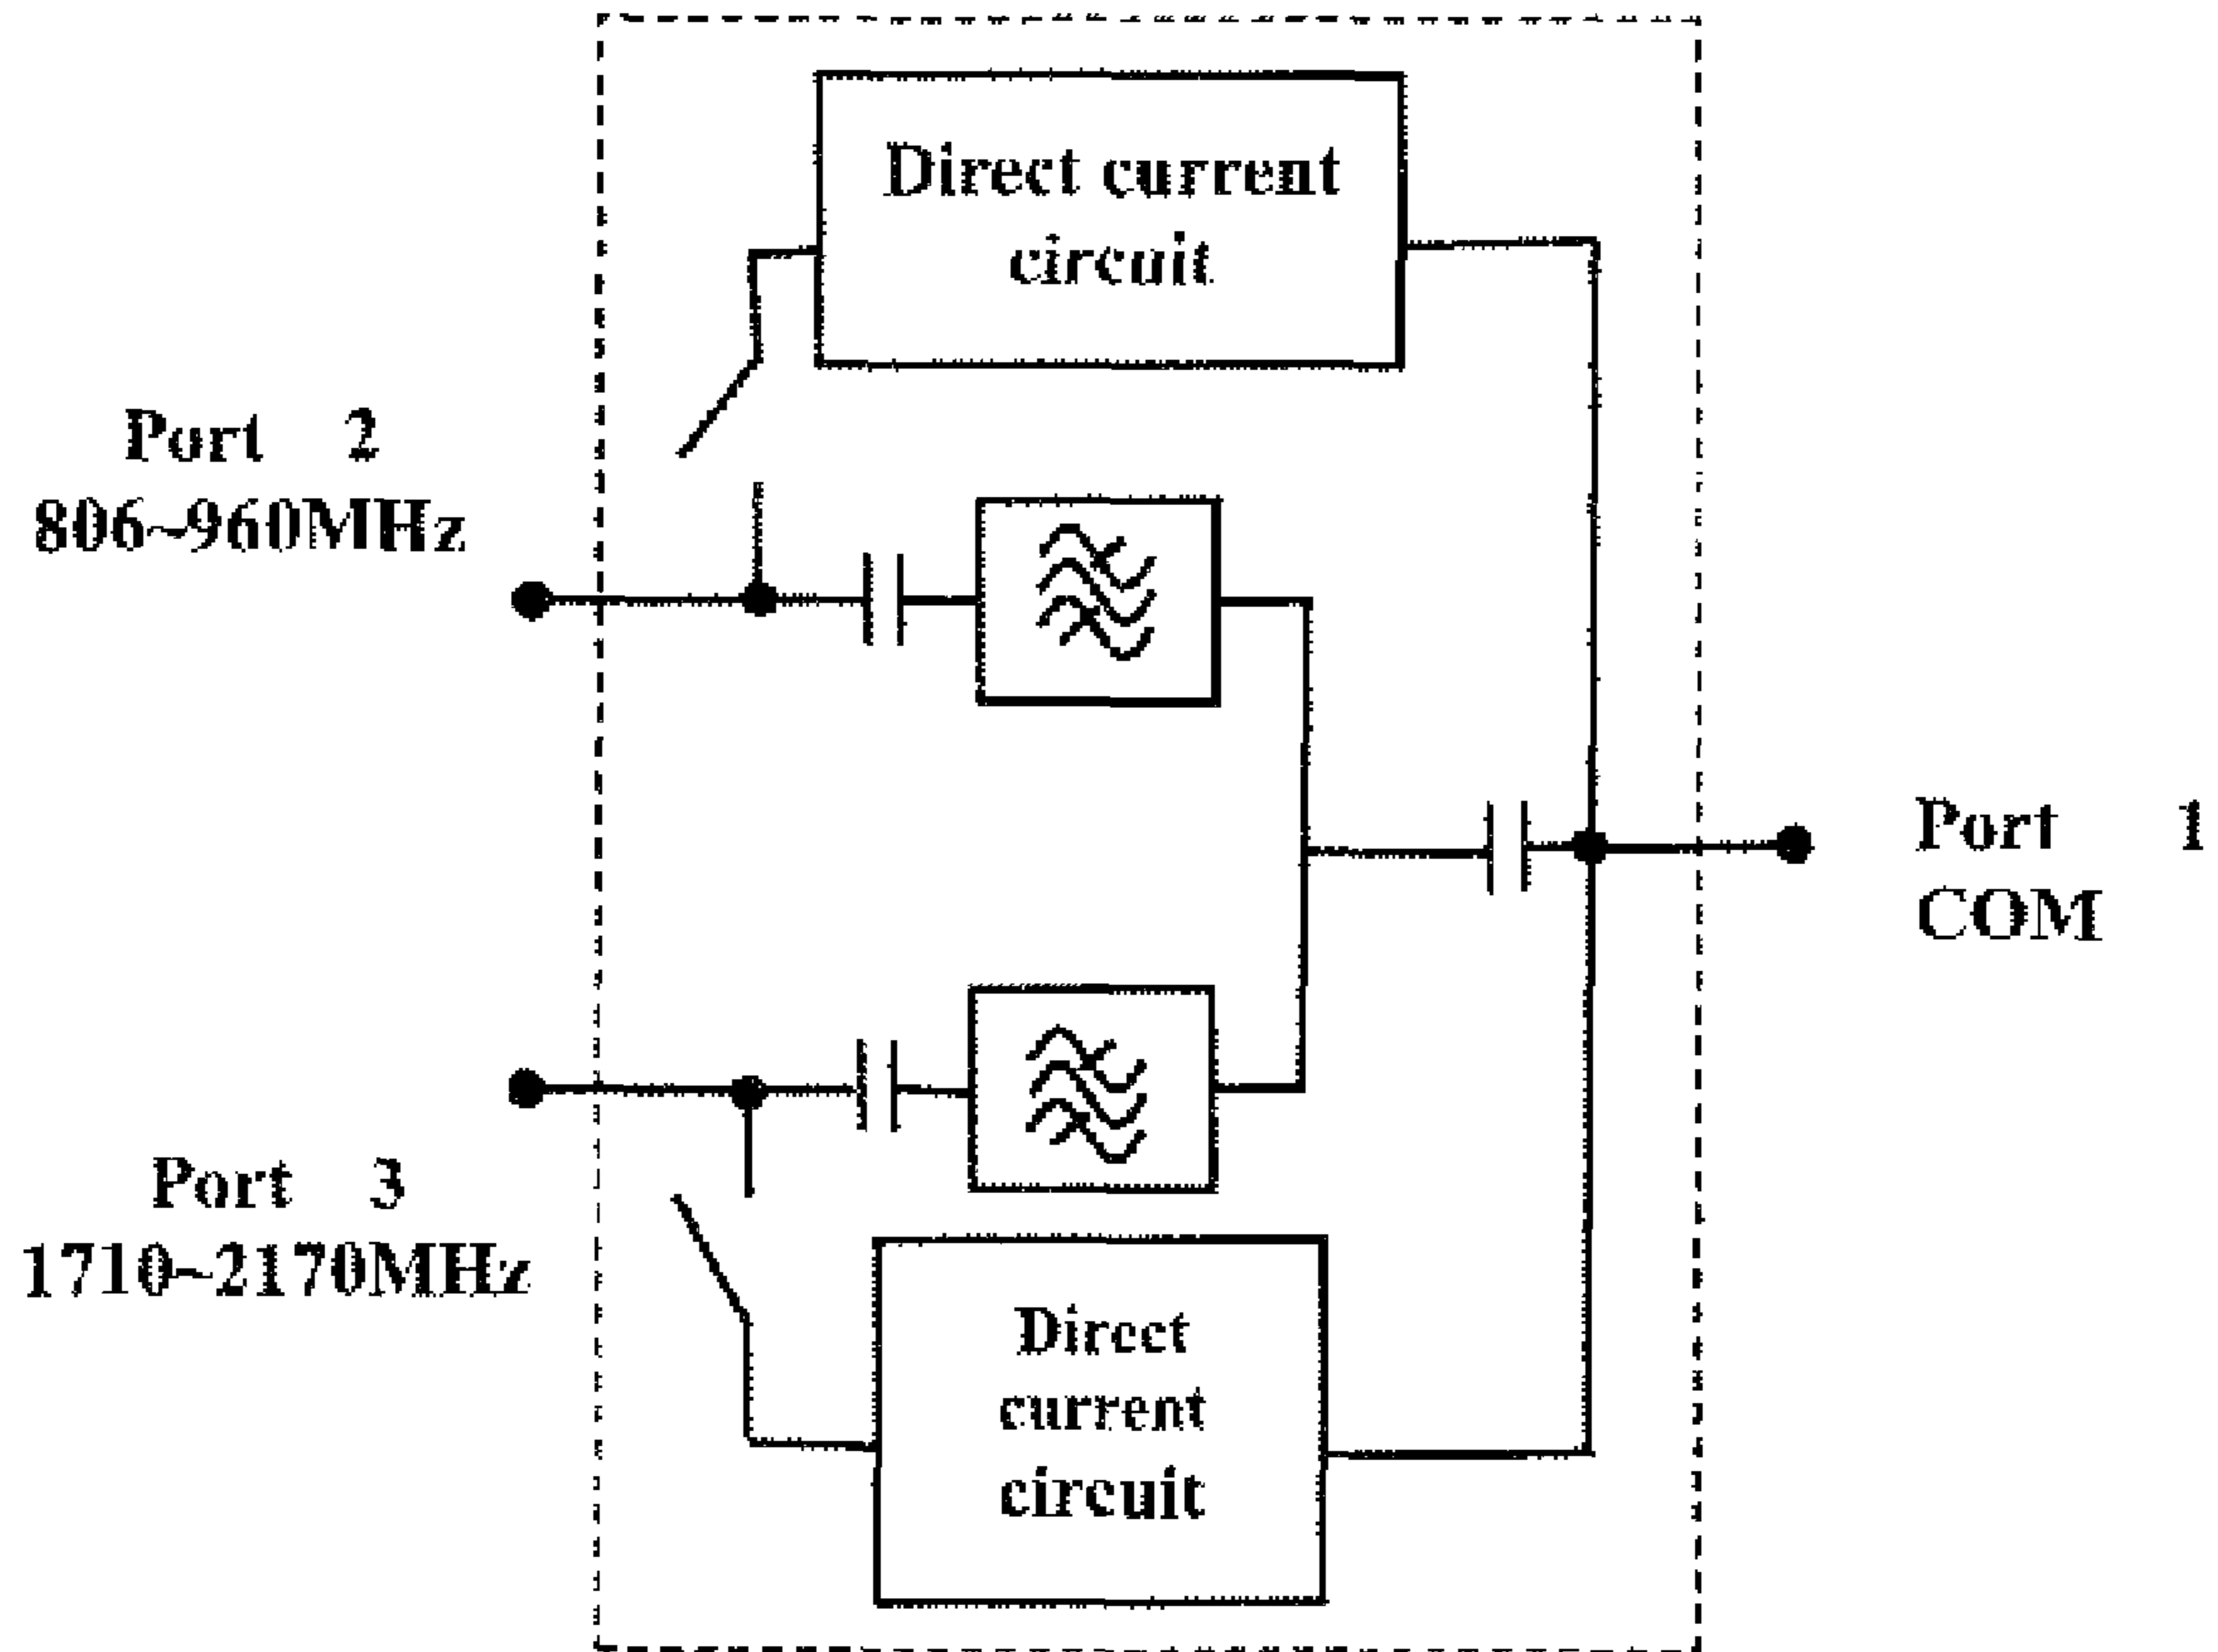 Direct current
circuit
Port 2
806~960MHz
Port 1
COM
Port 3
1710~2170MHz
Direct
current
circuit